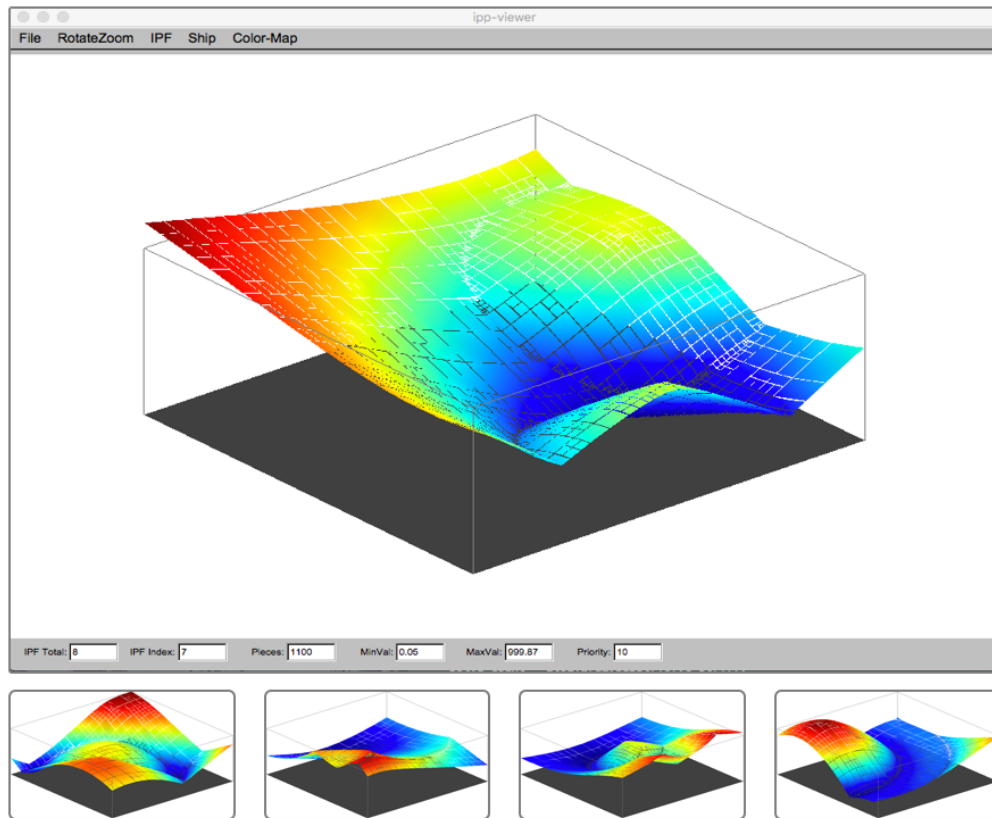 ipp-viewer
File RotateZoom IPF Ship Color-Map
IPF Total: 8 IPF Index: 7 Pieces: 1100 MinVal: 0.05 MaxVal: 999.87 Priority: 10